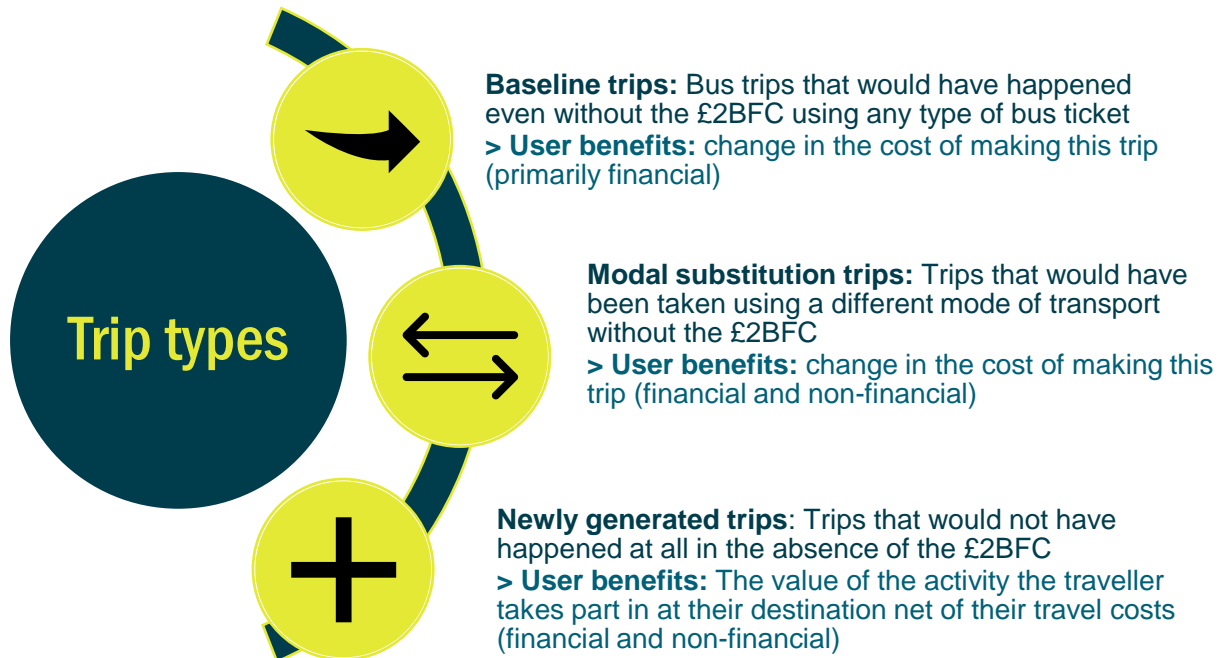 Trip types
Baseline trips: Bus trips that would have happened
even without the £2BFC using any type of bus ticket
> User benefits: change in the cost of making this trip
(primarily financial)
Modal substitution trips: Trips that would have
been taken using a different mode of transport
without the £2BFC
> User benefits: change in the cost of making this
trip (financial and non-financial)
Newly generated trips: Trips that would not have
happened at all in the absence of the £2BFC
> User benefits: The value of the activity the traveller
takes part in at their destination net of their travel costs
(financial and non-financial)